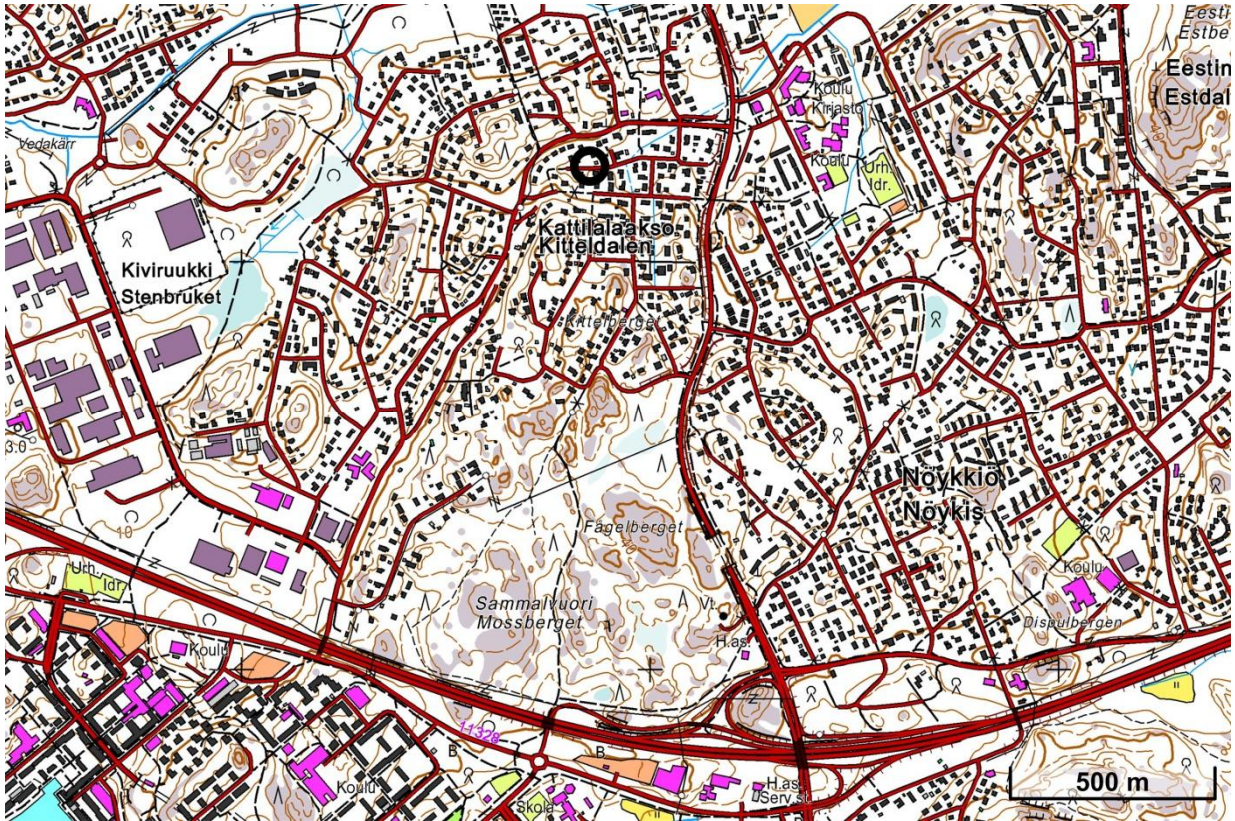 Eesti
Estbe
Eestin
Estdal
Koulu
Kirjasto
Koulu
Urh.
Idr.
Vedakärr
Kattilalaakso
Kitteldalen
Kiviruukki
Stenbruket
Kittelberget
3.0
10
Nöykkiö
Nöykis
Fågelberget
Urh.
Idr.
Koulu
Sammalvuori
Mossberget
Vt.
H.as.
Dispulbergen
Koulu
11328
B
B
500 m
Koulu
Skola
H.as.
Serv.st.